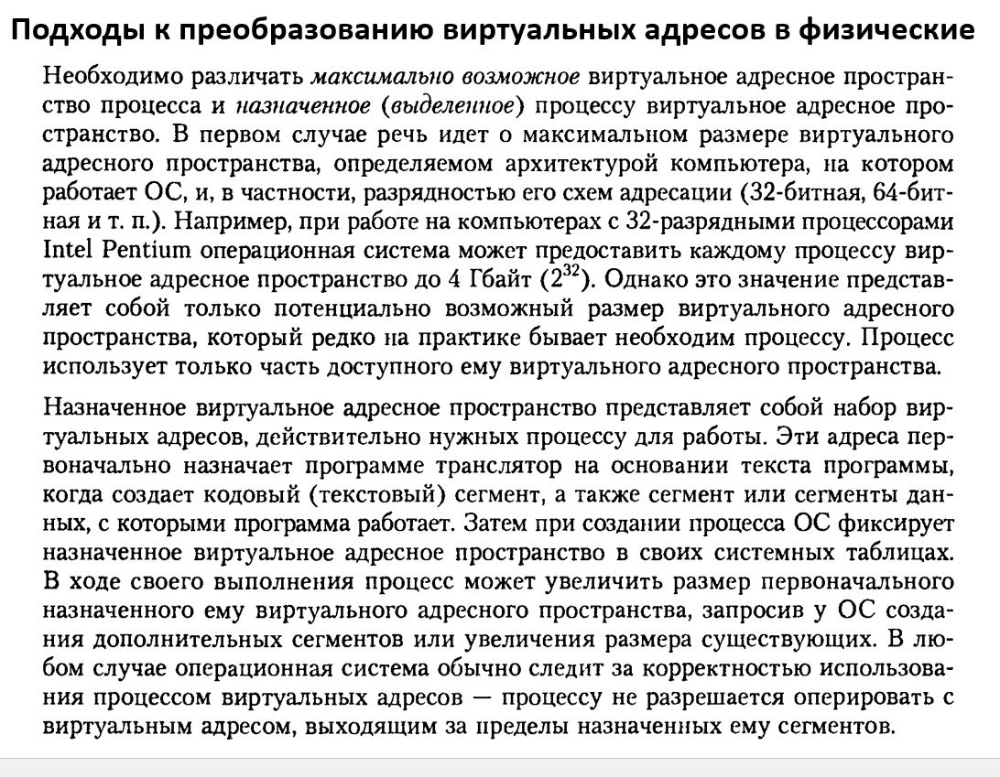 Подходы к преобразованию виртуальных адресов в физические
Необходимо различать максимально возможное виртуальное адресное простран-
ство процесса и назначенное (выделенное) процессу виртуальное адресное про-
странство. В первом случае речь идет о максимальном размере виртуального
адресного пространства, определяемом архитектурой компьютера, на котором
работает ОС, и, в частности, разрядностью его схем адресации (32-битная, 64-бит-
ная и т. п.). Например, при работе на компьютерах с 32-разрядными процессорами
Intel Pentium операционная система может предоставить каждому процессу вир-
туальное адресное пространство до 4 Гбайт (2³²). Однако это значение представ-
ляет собой только потенциально возможный размер виртуального адресного
пространства, который редко на практике бывает необходим процессу. Процесс
использует только часть доступного ему виртуального адресного пространства.
Назначенное виртуальное адресное пространство представляет собой набор вир-
туальных адресов, действительно нужных процессу для работы. Эти адреса пер-
воначально назначает программе транслятор на основании текста программы,
когда создает кодовый (текстовый) сегмент, а также сегмент или сегменты дан-
ных, с которыми программа работает. Затем при создании процесса ОС фиксирует
назначенное виртуальное адресное пространство в своих системных таблицах.
В ходе своего выполнения процесс может увеличить размер первоначального
назначенного ему виртуального адресного пространства, запросив у ОС созда-
ния дополнительных сегментов или увеличения размера существующих. В лю-
бом случае операционная система обычно следит за корректностью использова-
ния процессом виртуальных адресов — процессу не разрешается оперировать с
виртуальным адресом, выходящим за пределы назначенных ему сегментов.